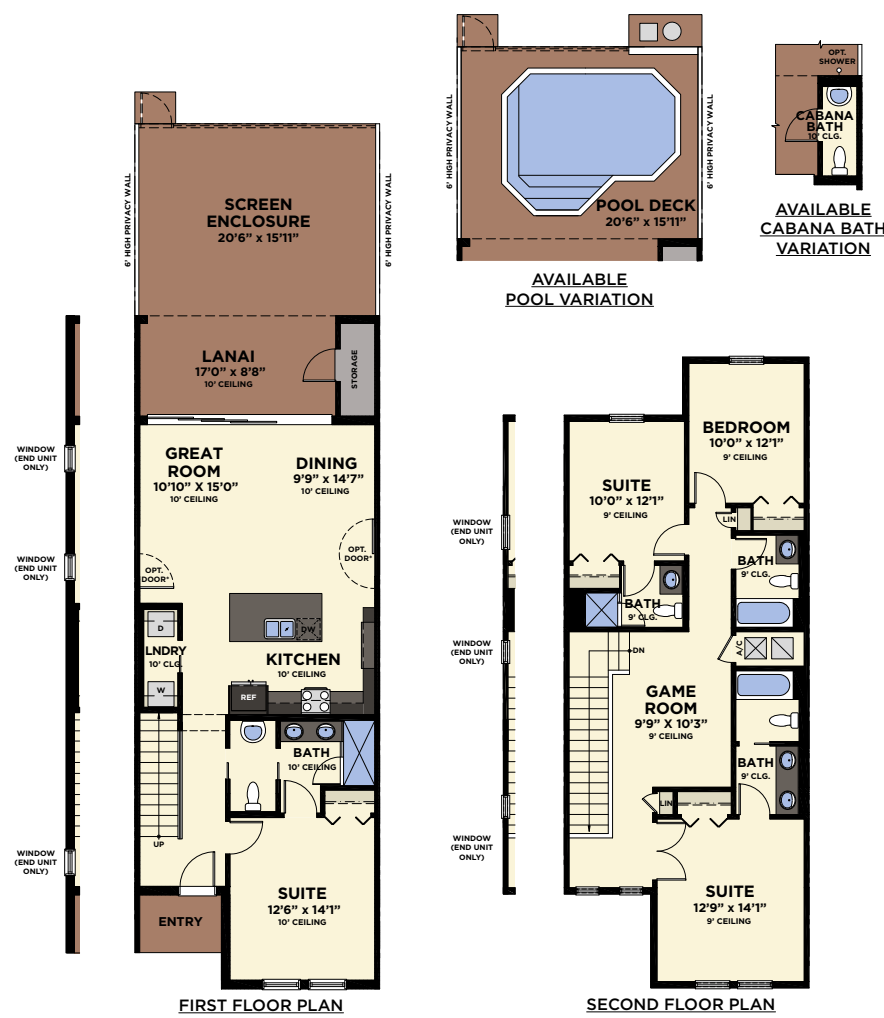 6' HIGH PRIVACY WALL
6' HIGH PRIVACY WALL
POOL DECK
20'6" x 15'11"
AVAILABLE
POOL VARIATION
OPT.
SHOWER
CABANA
BATH
10' CLG.
AVAILABLE
CABANA BATH
VARIATION
6' HIGH PRIVACY WALL
6' HIGH PRIVACY WALL
SCREEN
ENCLOSURE
20'6" x 15'11"
LANAI
17'0" x 8'8"
10' CEILING
STORAGE
WINDOW
(END UNIT
ONLY)
GREAT
ROOM
10'10" X 15'0"
10' CEILING
DINING
9'9" x 14'7"
10' CEILING
WINDOW
(END UNIT
ONLY)
OPT.
DOOR*
OPT.
DOOR*
D
LNDRY
10' CLG.
W
DW
KITCHEN
10' CEILING
REF
BATH
10' CEILING
UP
WINDOW
(END UNIT
ONLY)
SUITE
12'6" x 14'1"
10' CEILING
ENTRY
FIRST FLOOR PLAN
BEDROOM
10'0" x 12'1"
9' CEILING
SUITE
10'0" x 12'1"
9' CEILING
LIN
WINDOW
(END UNIT
ONLY)
BATH
9' CLG.
BATH
9' CLG.
WINDOW
(END UNIT
ONLY)
DN
A/C
GAME
ROOM
9'9" X 10'3"
9' CEILING
BATH
9' CLG.
LIN
WINDOW
(END UNIT
ONLY)
SUITE
12'9" x 14'1"
9' CEILING
SECOND FLOOR PLAN